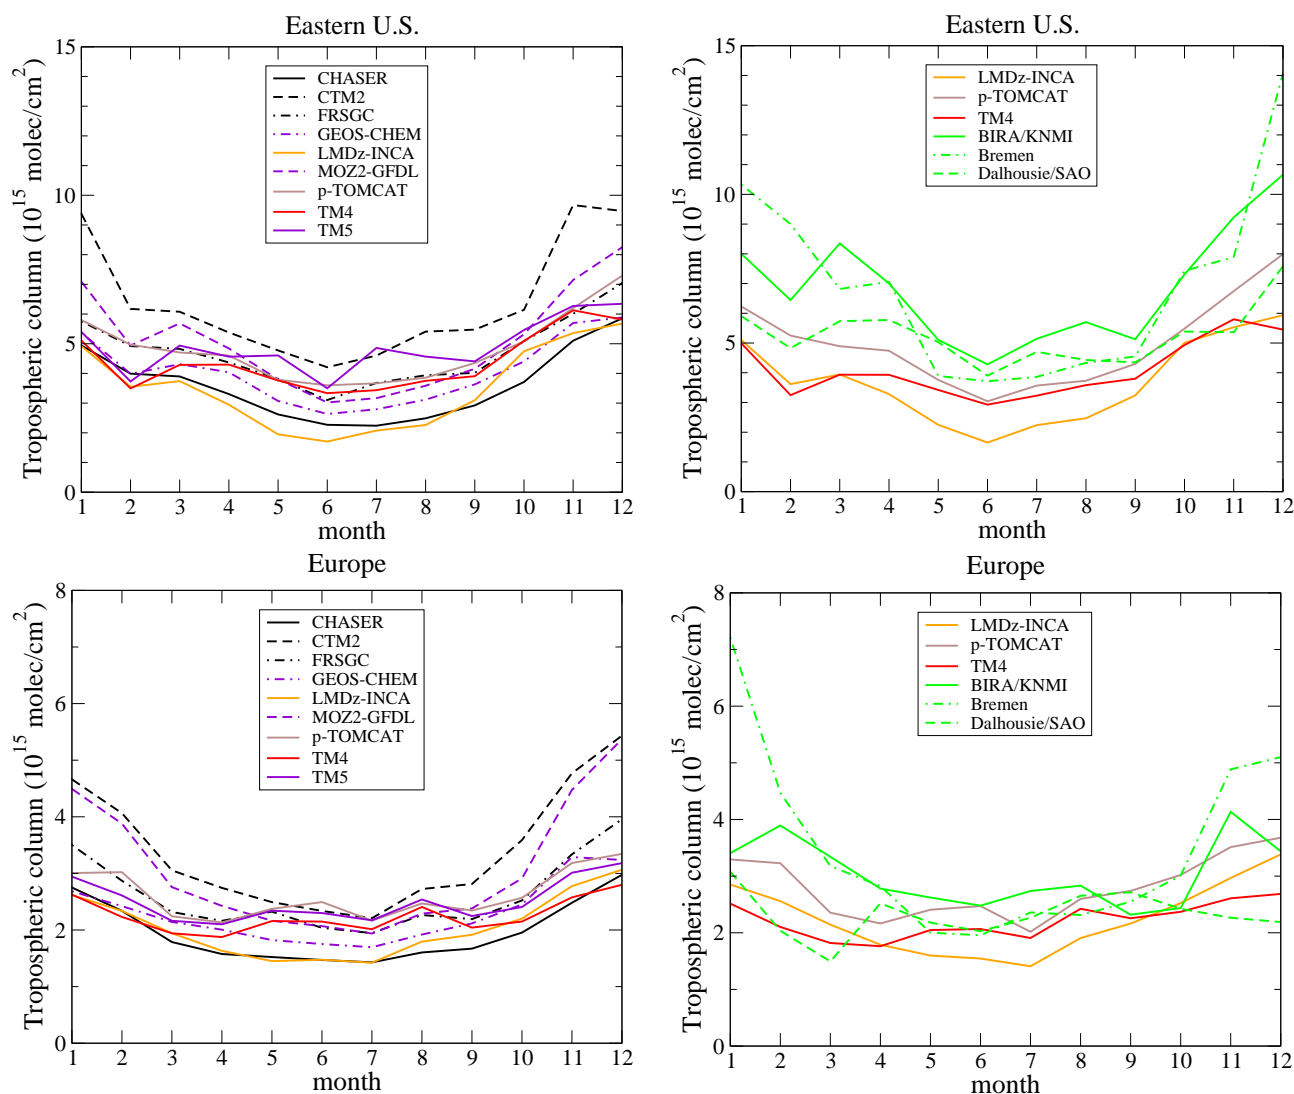 Eastern U.S.
Tropospheric column (10^15 molec/cm^2)
15
10
5
0
CHASER
CTM2
FRSGC
GEOS-CHEM
LMDz-INCA
MOZ2-GFDL
p-TOMCAT
TM4
TM5
1 2 3 4 5 6 7 8 9 10 11 12
month
Eastern U.S.
Tropospheric column (10^15 molec/cm^2)
15
10
5
0
LMDz-INCA
p-TOMCAT
TM4
BIRA/KNMI
Bremen
Dalhousie/SAO
1 2 3 4 5 6 7 8 9 10 11 12
month
Europe
Tropospheric column (10^15 molec/cm^2)
8
6
4
2
0
CHASER
CTM2
FRSGC
GEOS-CHEM
LMDz-INCA
MOZ2-GFDL
p-TOMCAT
TM4
TM5
1 2 3 4 5 6 7 8 9 10 11 12
month
Europe
Tropospheric column (10^15 molec/cm^2)
8
6
4
2
0
LMDz-INCA
p-TOMCAT
TM4
BIRA/KNMI
Bremen
Dalhousie/SAO
1 2 3 4 5 6 7 8 9 10 11 12
month